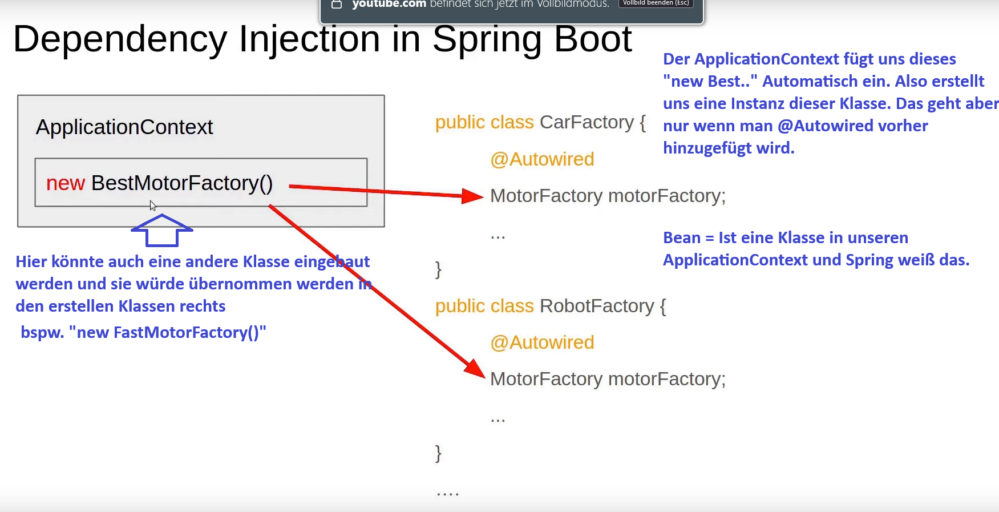 youtube.com befindet sich jetzt im Vollbildmodus. Vollbild beenden (Esc)
Dependency Injection in Spring Boot
ApplicationContext
new BestMotorFactory()
Hier könnte auch eine andere Klasse eingebaut
werden und sie würde übernommen werden in
den erstellen Klassen rechts
bspw. "new FastMotorFactory()"
public class CarFactory {
@Autowired
MotorFactory motorFactory;
...
}
public class RobotFactory {
@Autowired
MotorFactory motorFactory;
...
}
....
Der ApplicationContext fügt uns dieses
"new Best.." Automatisch ein. Also erstellt
uns eine Instanz dieser Klasse. Das geht aber
nur wenn man @Autowired vorher
hinzugefügt wird.
Bean = Ist eine Klasse in unseren
ApplicationContext und Spring weiß das.